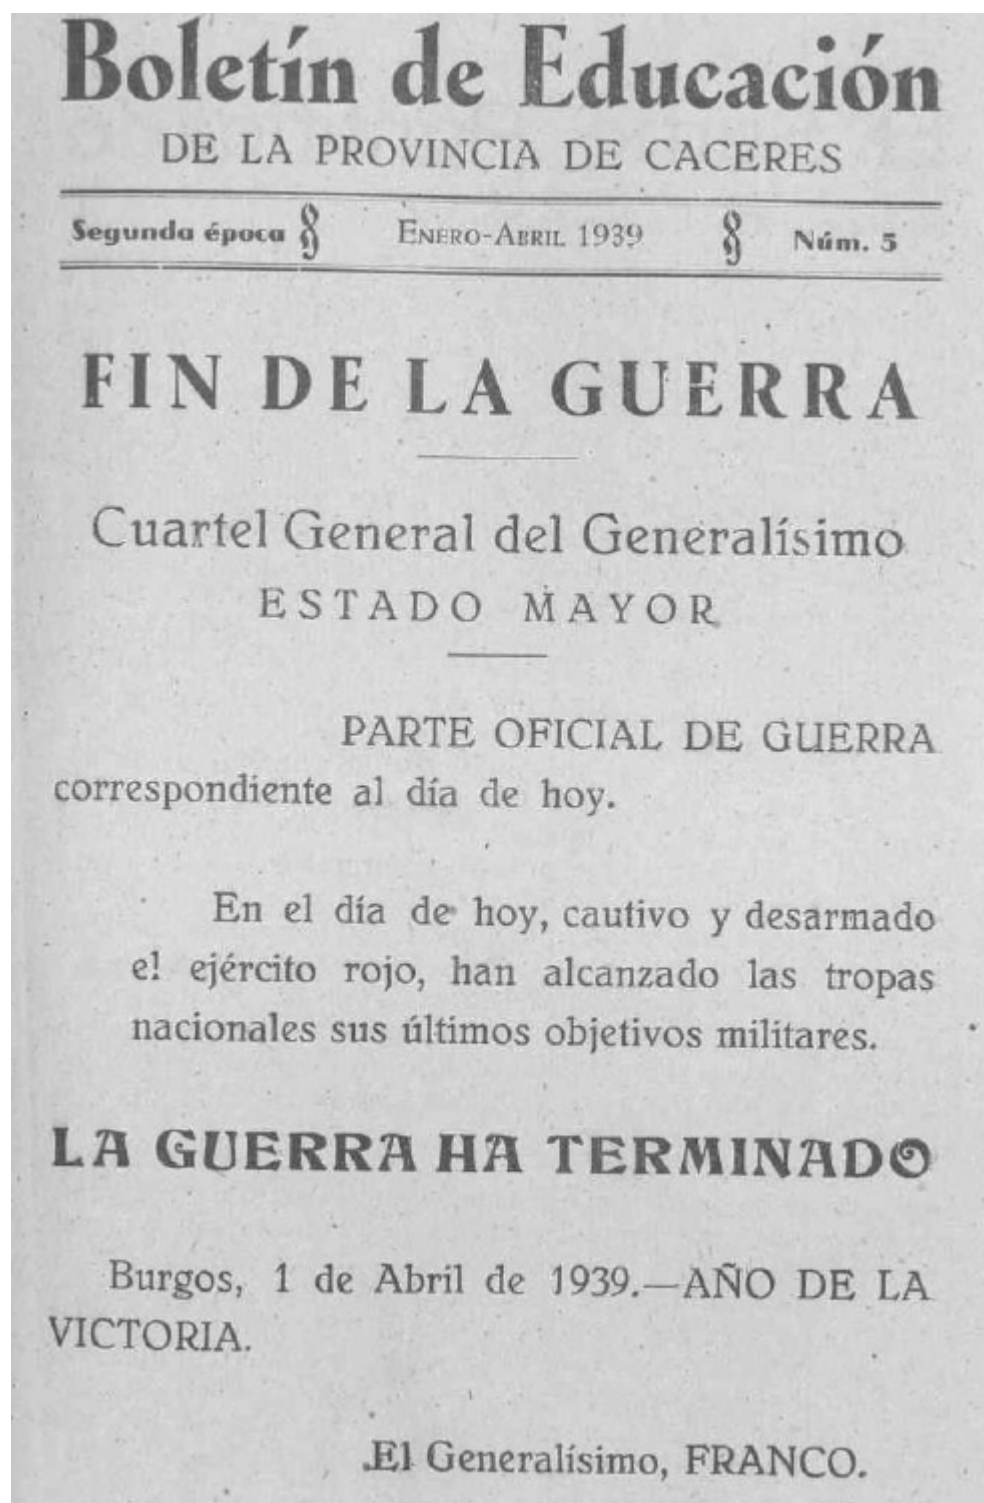 Boletín de Educación
DE LA PROVINCIA DE CACERES
Segunda época ENERO-ABRIL 1939 Núm. 5
FIN DE LA GUERRA
Cuartel General del Generalísimo
ESTADO MAYOR
PARTE OFICIAL DE GUERRA
correspondiente al día de hoy.
En el día de hoy, cautivo y desarmado
el ejército rojo, han alcanzado las tropas
nacionales sus últimos objetivos militares.
LA GUERRA HA TERMINADO
Burgos, 1 de Abril de 1939.—AÑO DE LA
VICTORIA.
El Generalísimo, FRANCO.